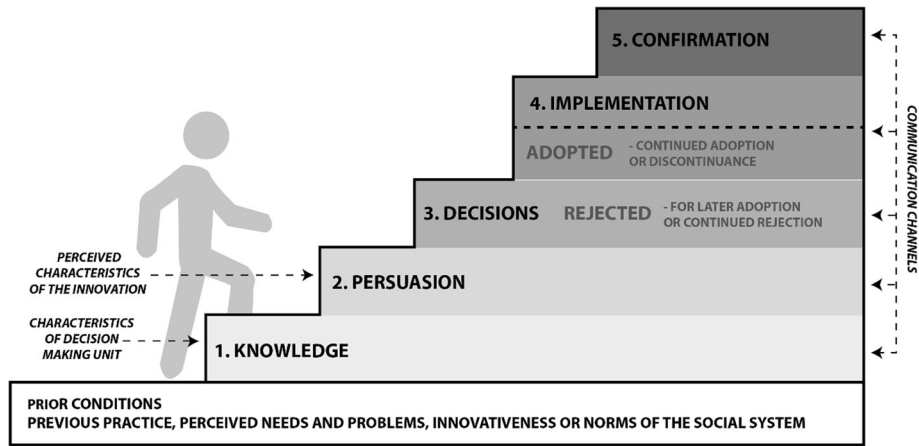 5. CONFIRMATION
4. IMPLEMENTATION
ADOPTED - CONTINUED ADOPTION
OR DISCONTINUANCE
3. DECISIONS REJECTED - FOR LATER ADOPTION
OR CONTINUED REJECTION
PERCEIVED
CHARACTERISTICS
OF THE INNOVATION
2. PERSUASION
CHARACTERISTICS
OF DECISION
MAKING UNIT
1. KNOWLEDGE
COMMUNICATION CHANNELS
PRIOR CONDITIONS
PREVIOUS PRACTICE, PERCEIVED NEEDS AND PROBLEMS, INNOVATIVENESS OR NORMS OF THE SOCIAL SYSTEM